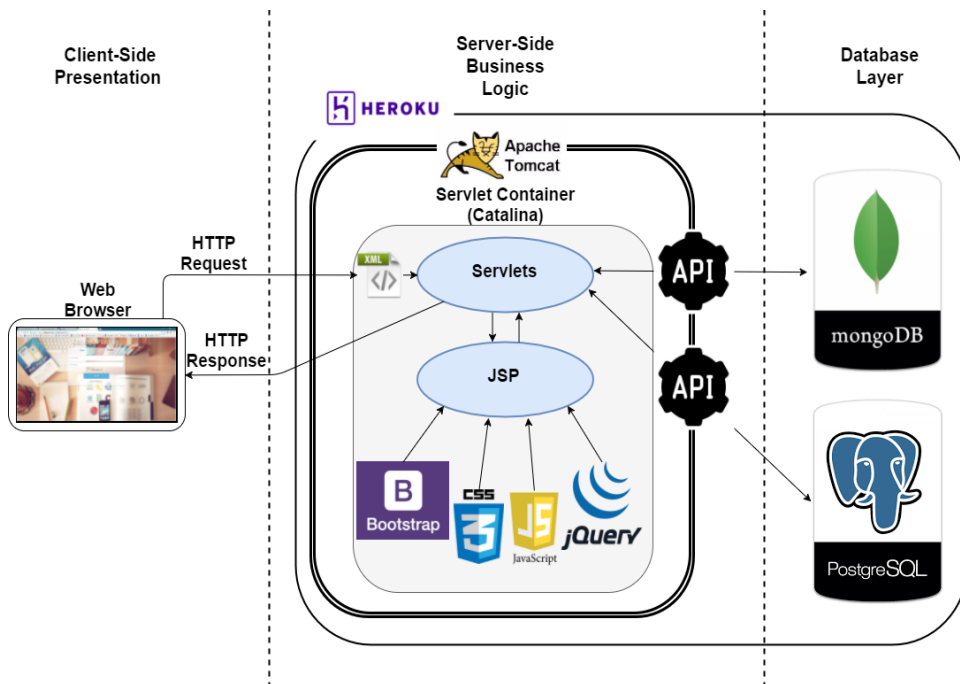 Client-Side
Presentation
Server-Side
Business
Logic
Database
Layer
HEROKU
Apache
Tomcat
Servlet Container
(Catalina)
HTTP
Request
XML
Servlets
API
mongoDB
Web
Browser
HTTP
Response
JSP
API
B
Bootstrap
CSS
3
JS
JavaScript
jQuery
PostgreSQL